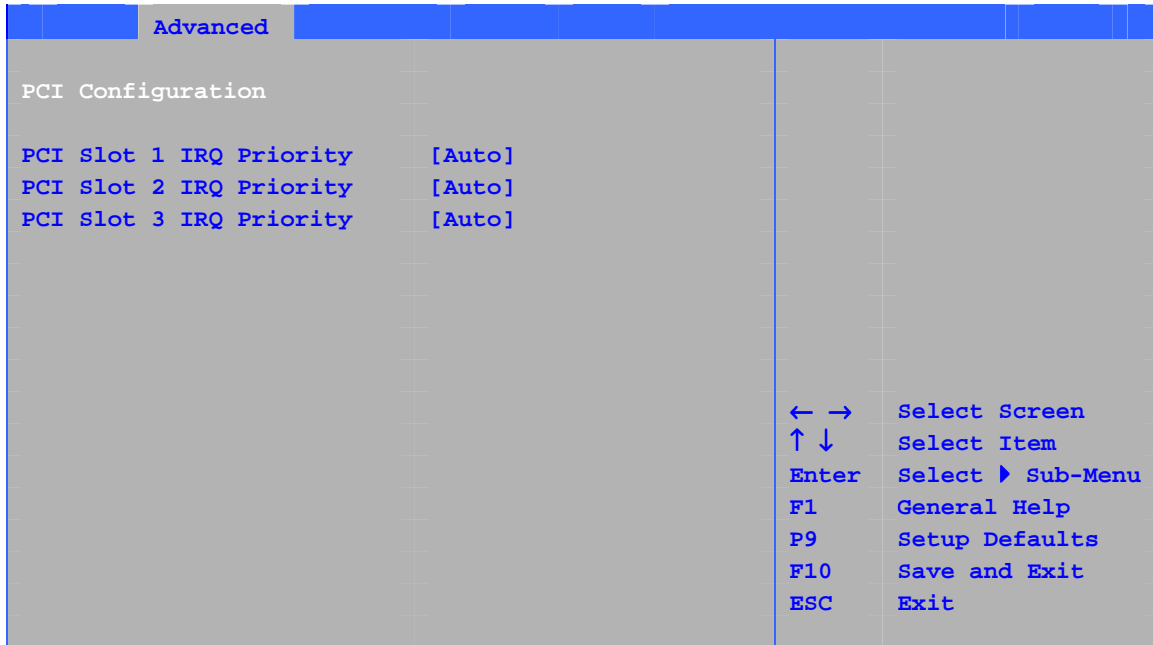 Advanced
PCI Configuration
PCI Slot 1 IRQ Priority [Auto]
PCI Slot 2 IRQ Priority [Auto]
PCI Slot 3 IRQ Priority [Auto]
← → Select Screen
↑ ↓ Select Item
Enter Select ▶ Sub-Menu
F1 General Help
P9 Setup Defaults
F10 Save and Exit
ESC Exit